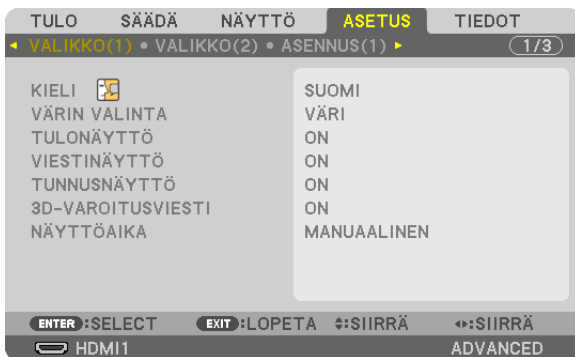 TULO SÄÄDÄ NÄYTTÖ ASETUS TIEDOT
VALIKKO(1) • VALIKKO(2) • ASENNUS(1) 1/3
KIELI SUOMI
VÄRIN VALINTA VÄRI
TULONÄYTTÖ ON
VIESTINÄYTTÖ ON
TUNNUSNÄYTTÖ ON
3D-VAROITUSVIESTI ON
NÄYTTÖAIKA MANUAALINEN
ENTER :SELECT EXIT :LOPETA :SIIRRÄ :SIIRRÄ
HDMI1 ADVANCED